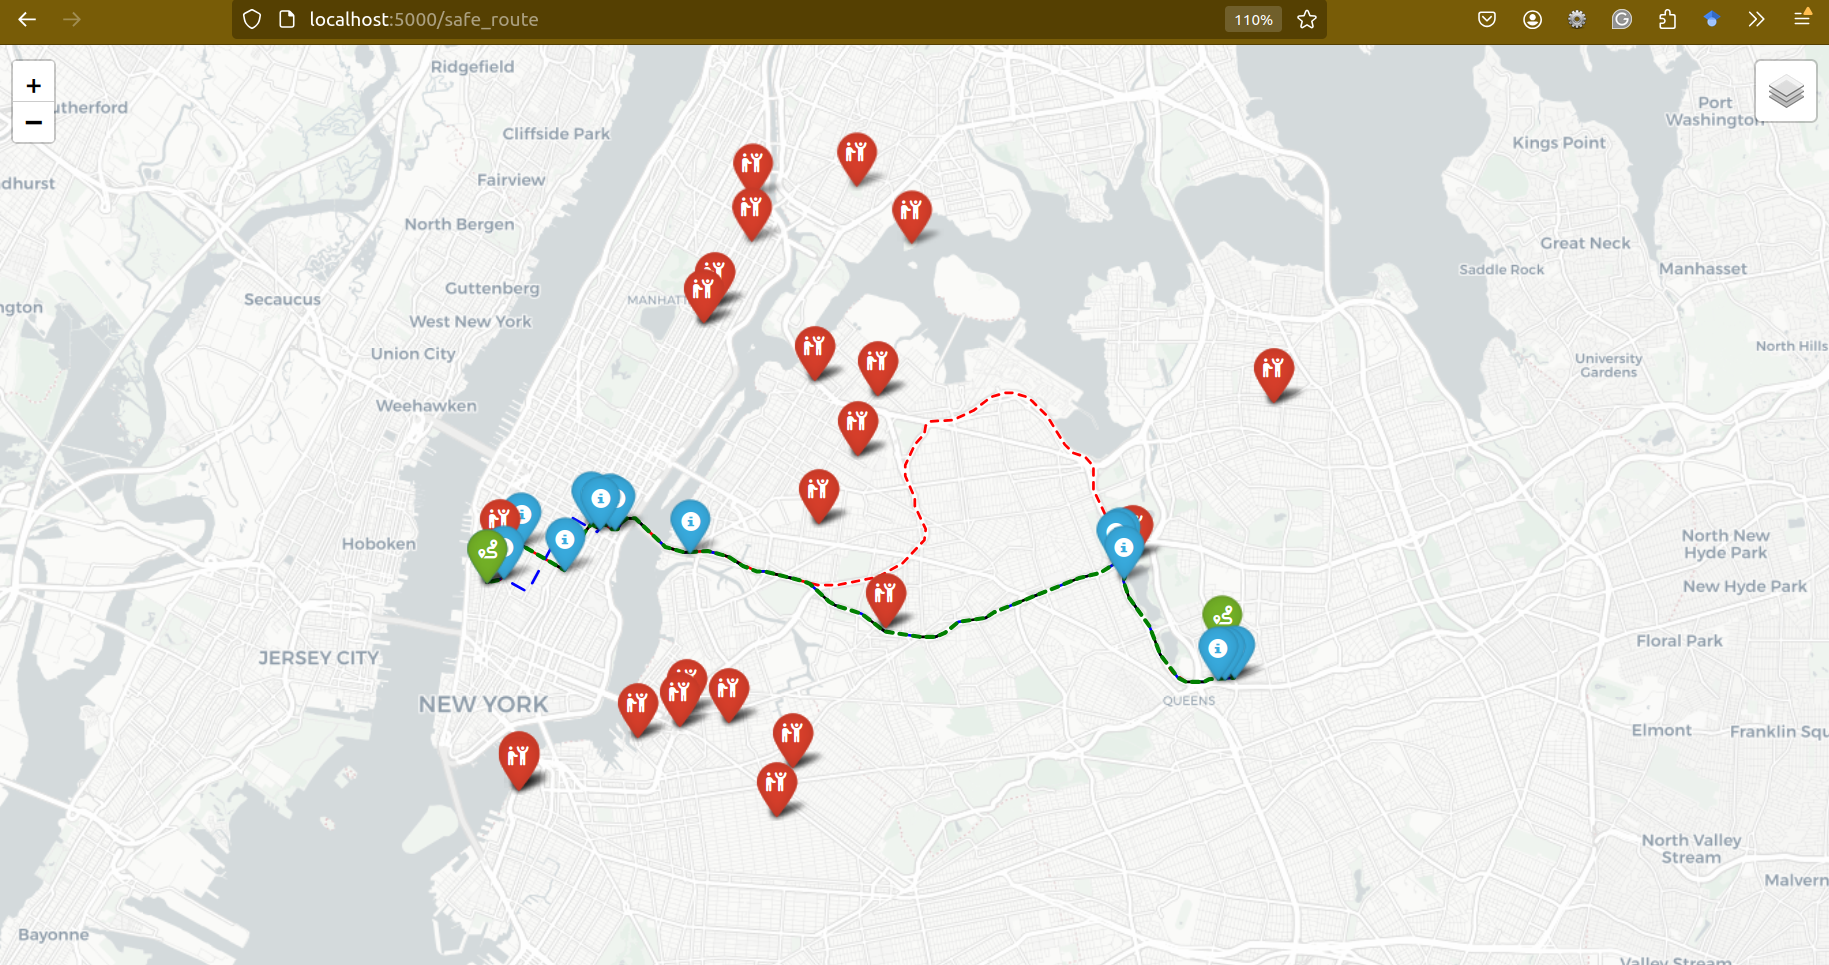 localhost:5000/safe_route
110%
+
−
Ridgefield
utherford
Cliffside Park
Port
Washington
Kings Point
dhurst
Fairview
North Bergen
Great Neck
Saddle Rock
Manhasset
Secaucus
Guttenberg
MANHAT
ngton
West New York
Union City
North Hills
University
Gardens
Weehawken
Hoboken
North New
Hyde Park
New Hyde Park
JERSEY CITY
Floral Park
NEW YORK
QUEENS
Elmont
Franklin Squ
North Valley
Stream
Malvern
Bayonne
Valley Stream